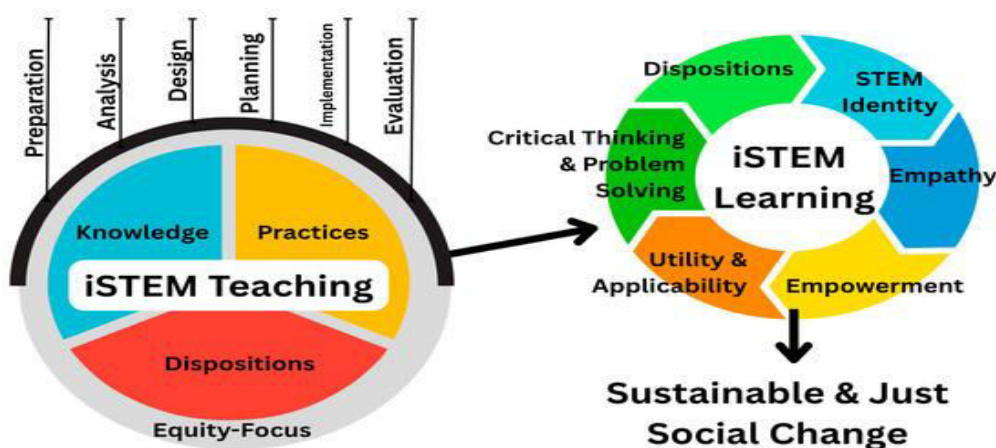 Preparation
Analysis
Design
Planning
Implementation
Evaluation
Knowledge
Practices
iSTEM Teaching
Dispositions
Equity-Focus
Dispositions
STEM
Identity
Critical Thinking
& Problem
Solving
iSTEM
Learning
Empathy
Utility &
Applicability
Empowerment
Sustainable & Just
Social Change